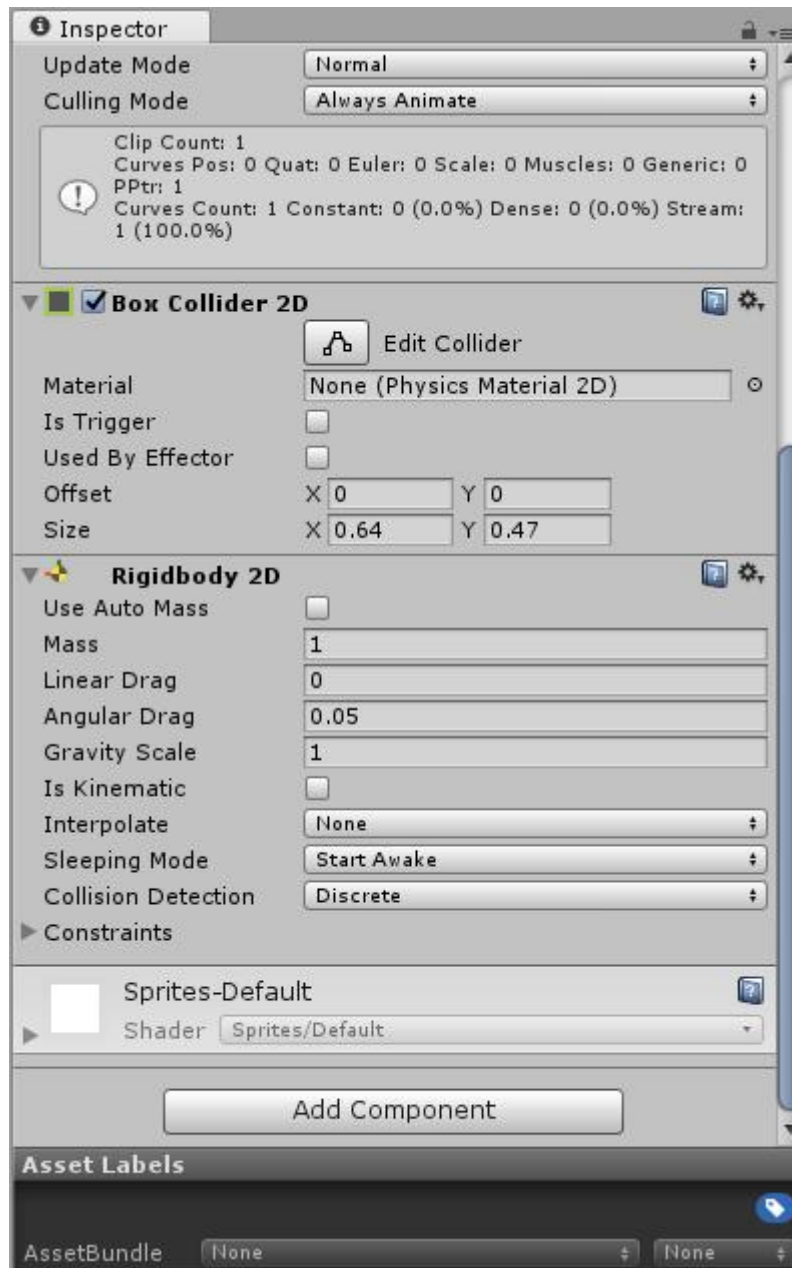 Inspector
Update Mode Normal
Culling Mode Always Animate
Clip Count: 1
Curves Pos: 0 Quat: 0 Euler: 0 Scale: 0 Muscles: 0 Generic: 0
PPtr: 1
Curves Count: 1 Constant: 0 (0.0%) Dense: 0 (0.0%) Stream:
1 (100.0%)
Box Collider 2D
Edit Collider
Material None (Physics Material 2D)
Is Trigger
Used By Effector
Offset X 0 Y 0
Size X 0.64 Y 0.47
Rigidbody 2D
Use Auto Mass
Mass 1
Linear Drag 0
Angular Drag 0.05
Gravity Scale 1
Is Kinematic
Interpolate None
Sleeping Mode Start Awake
Collision Detection Discrete
Constraints
Sprites-Default
Shader Sprites/Default
Add Component
Asset Labels
AssetBundle None None